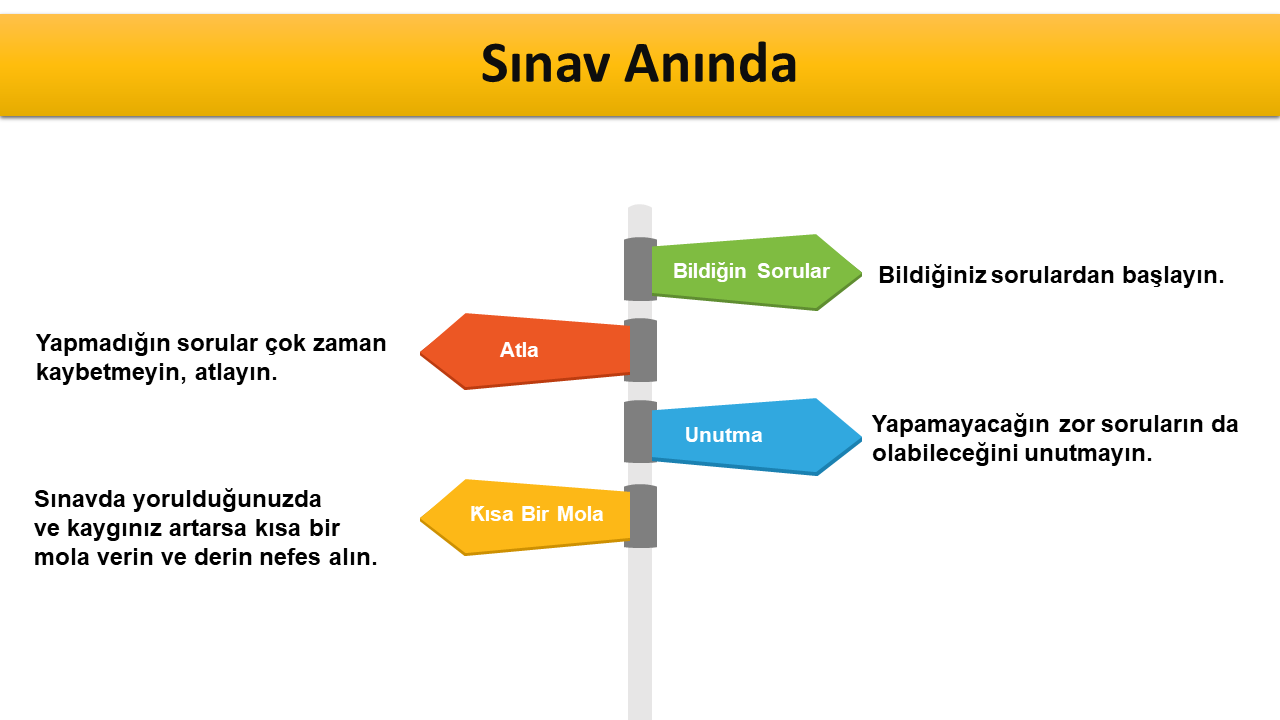 Sınav Anında
Bildiğin Sorular
Bildiğiniz sorulardan başlayın.
Atla
Yapmadığın sorular çok zaman
kaybetmeyin, atlayın.
Unutma
Yapamayacağın zor soruların da
olabileceğini unutmayın.
Kısa Bir Mola
Sınavda yorulduğunuzda
ve kaygınız artarsa kısa bir
mola verin ve derin nefes alın.